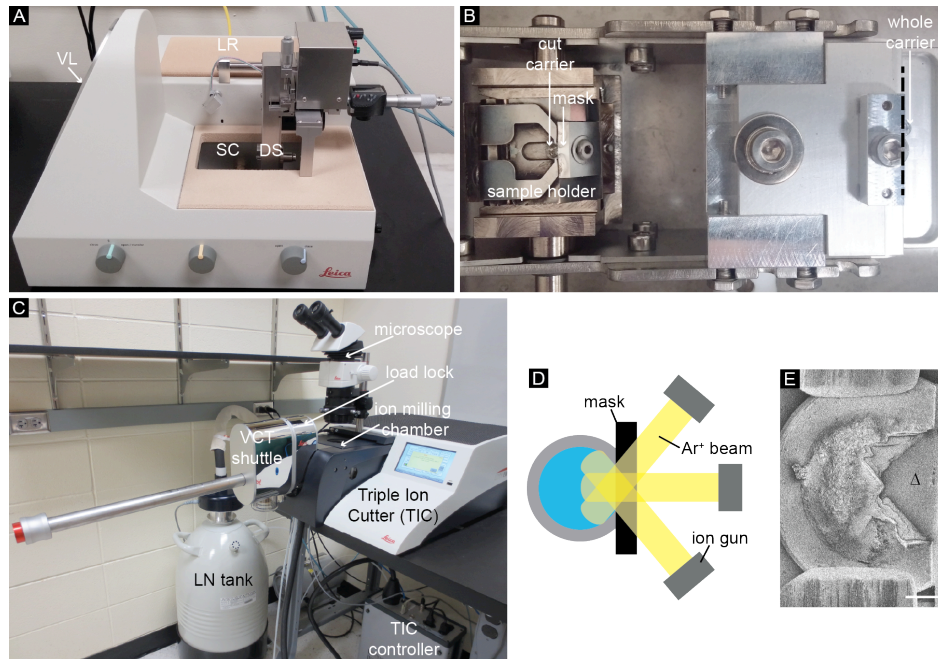 A
LR
VL
SC
DS
Leica
B
cut
carrier
mask
whole
carrier
sample holder
C
microscope
load lock
ion milling
chamber
VCT
shuttle
Triple Ion
Cutter (TIC)
LN tank
TIC
controller
D
mask
Ar⁺ beam
ion gun
E
Δ